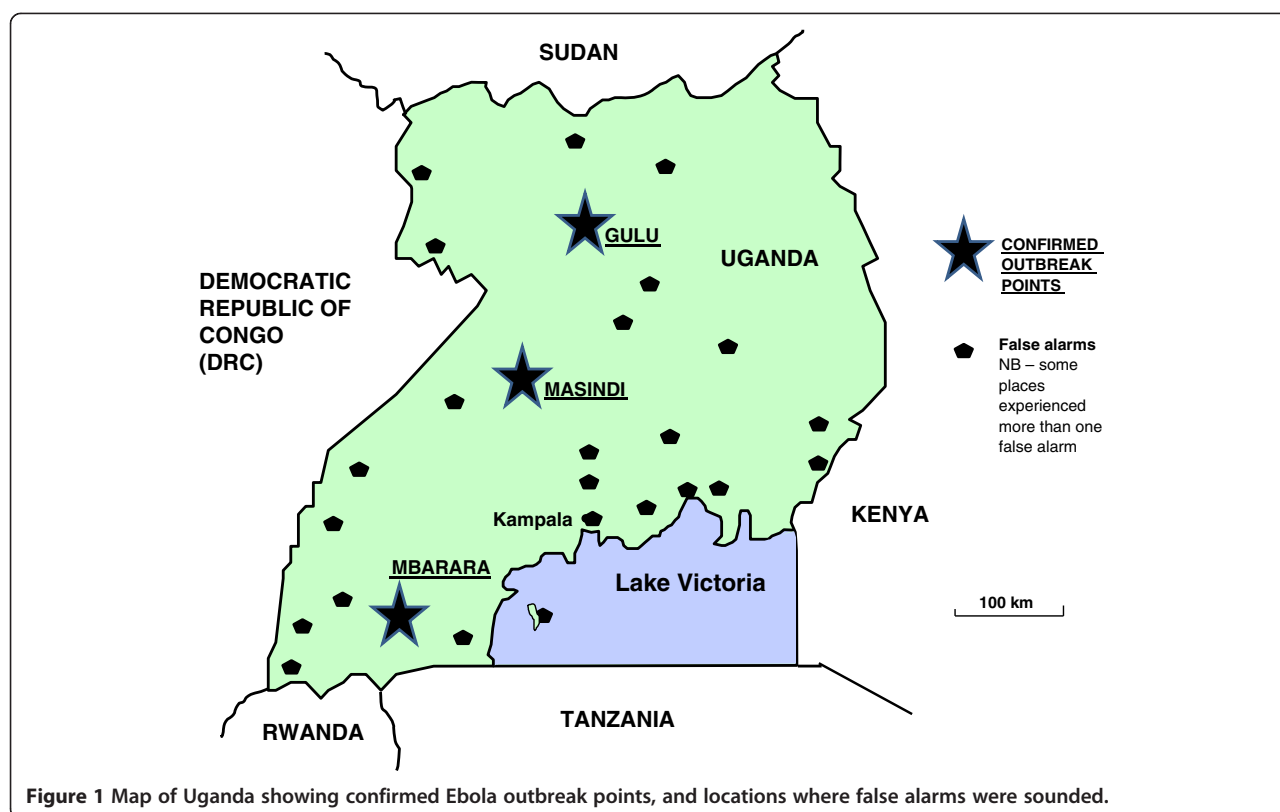 SUDAN
GULU
UGANDA
CONFIRMED
OUTBREAK
POINTS
DEMOCRATIC
REPUBLIC OF
CONGO
(DRC)
False alarms
NB – some
places
experienced
more than one
false alarm
MASINDI
Kampala
KENYA
MBARARA
Lake Victoria
100 km
TANZANIA
RWANDA
Figure 1 Map of Uganda showing confirmed Ebola outbreak points, and locations where false alarms were sounded.